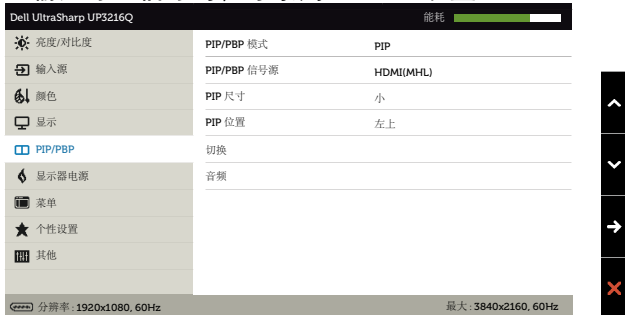 Dell UltraSharp UP3216Q 能耗
亮度/对比度
输入源
颜色
显示
PIP/PBP
显示器电源
菜单
个性设置
其他
PIP/PBP 模式 PIP
PIP/PBP 信号源 HDMI(MHL)
PIP 尺寸 小
PIP 位置 左上
切换
音频
分辨率: 1920x1080, 60Hz 最大: 3840x2160, 60Hz